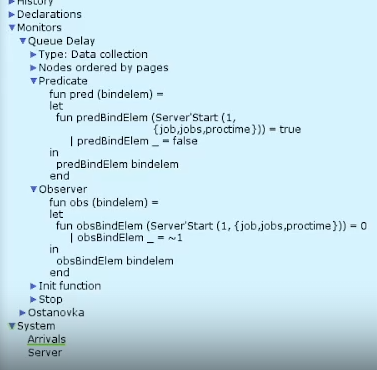 History
Declarations
Monitors
Queue Delay
Type: Data collection
Nodes ordered by pages
Predicate
fun pred (bindelem) =
let
fun predBindElem (Server'Start (1,
{job,jobs,proctime})) = true
| predBindElem _ = false
in
predBindElem bindelem
end
Observer
fun obs (bindelem) =
let
fun obsBindElem (Server'Start (1, {job,jobs,proctime})) = 0
| obsBindElem _ = ~1
in
obsBindElem bindelem
end
Init function
Stop
Ostanovka
System
Arrivals
Server